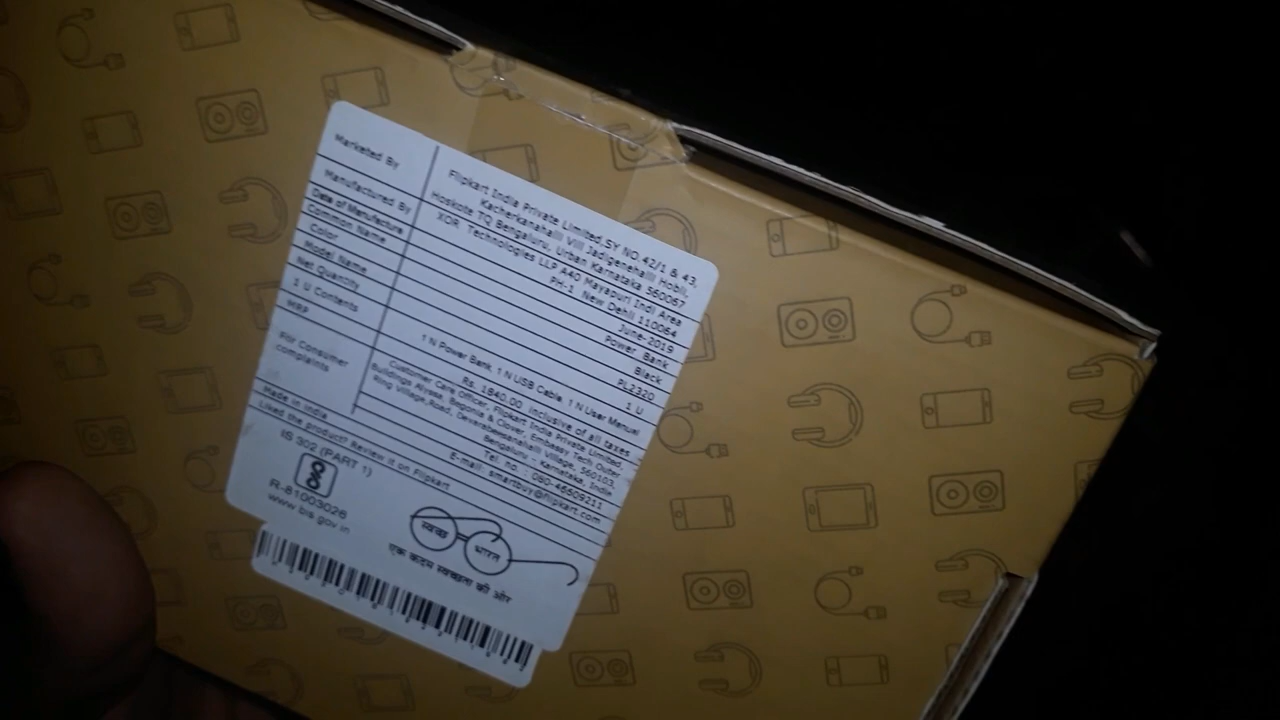 Marketed By
Flipkart India Private Limited,SY NO.42/1 & 43,
Kacherkanahalli Vill Jadigenehalli Hobli,
Hoskote TQ Bengaluru, Urban Karnataka 560067
Manufactured By
XOR Technologies LLP A40 Mayapuri Indl Area
PH-1 New Dehli 110064
Date of Manufacture
June-2019
Common Name
Power Bank
Color
Black
Model Name
PL2320
Net Quantity
1 U
1 U Contents
1 N Power Bank, 1 N USB Cable, 1 N User Manuel
MRP
Rs. 1840.00 inclusive of all taxes
For Consumer
complaints
Customer Care Officer, Flipkart India Private Limited,
Buildings Alyssa, Begonia & Clover, Embassy Tech Outer
Ring Village,Road, Devarabeesanahalli Village, 560103,
Bengaluru - Karnataka, India
Tel. no : 080-46609211
E-mail: smartbuy@flipkart.com
Made in India
Liked the product? Review it on Flipkart
IS 302 (PART 1)
R-81003026
www.bis.gov.in
स्वच्छ भारत
एक कदम स्वच्छता की ओर